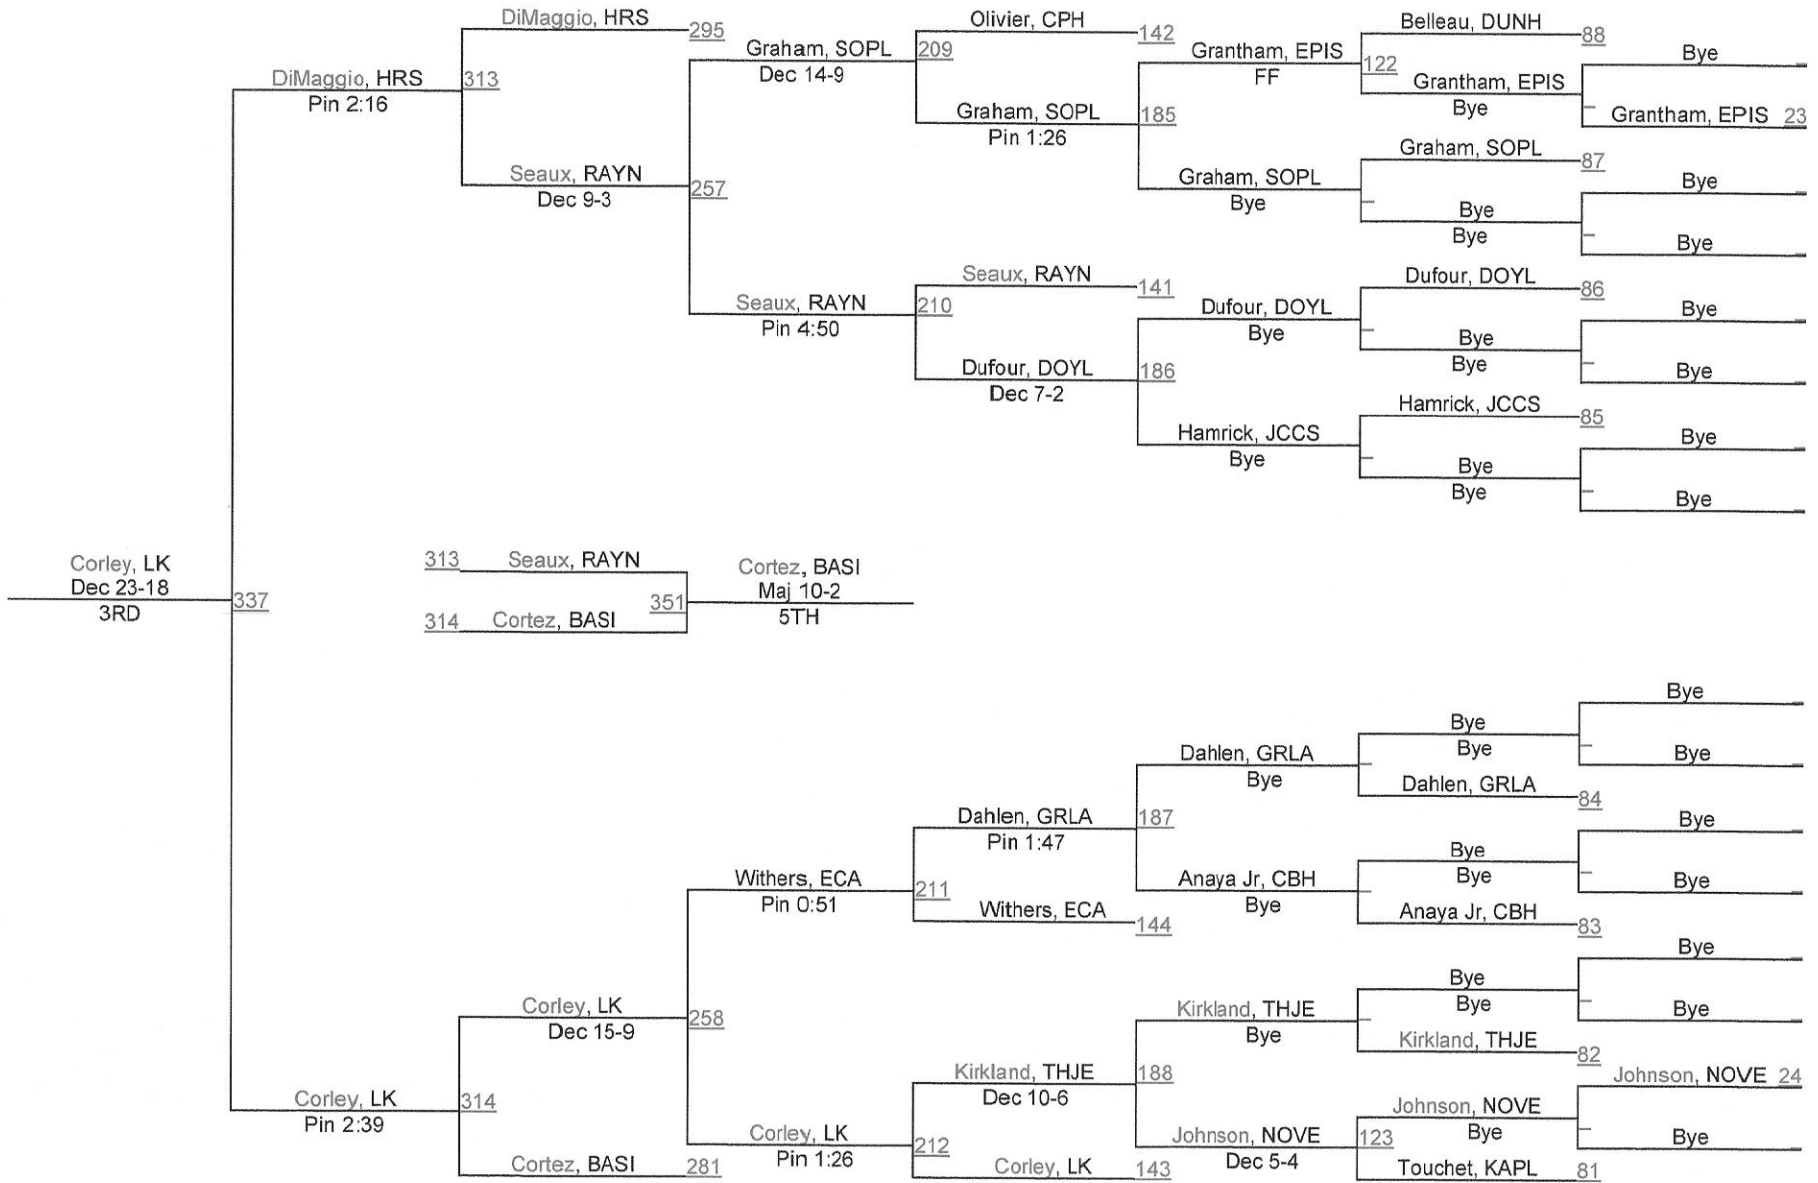 DiMaggio, HRS
295
DiMaggio, HRS
Pin 2:16
313
Seaux, RAYN
Dec 9-3
257
Graham, SOPL
Dec 14-9
209
Olivier, CPH
142
Graham, SOPL
Pin 1:26
185
Grantham, EPIS
FF
122
Belleau, DUNH
88
Grantham, EPIS
Bye
Bye
Grantham, EPIS 23
Graham, SOPL
Bye
Graham, SOPL
87
Bye
Bye
Bye
Bye
Seaux, RAYN
Pin 4:50
210
Seaux, RAYN
141
Dufour, DOYL
Dec 7-2
186
Dufour, DOYL
Bye
Dufour, DOYL
86
Bye
Bye
Bye
Bye
Hamrick, JCCS
Bye
Hamrick, JCCS
85
Bye
Bye
Bye
Bye
Corley, LK
Dec 23-18
3RD
337
313 Seaux, RAYN
314 Cortez, BASI
351
Cortez, BASI
Maj 10-2
5TH
Corley, LK
Pin 2:39
314
Corley, LK
Dec 15-9
258
Cortez, BASI
281
Withers, ECA
Pin 0:51
211
Dahlen, GRLA
Pin 1:47
187
Withers, ECA
144
Dahlen, GRLA
Bye
Bye
Bye
Bye
Bye
Dahlen, GRLA
84
Anaya Jr, CBH
Bye
Bye
Bye
Bye
Bye
Anaya Jr, CBH
83
Corley, LK
Pin 1:26
212
Kirkland, THJE
Dec 10-6
188
Corley, LK
143
Kirkland, THJE
Bye
Bye
Bye
Bye
Bye
Kirkland, THJE
82
Johnson, NOVE
Dec 5-4
123
Johnson, NOVE
Bye
Johnson, NOVE 24
Bye
Touchet, KAPL
81